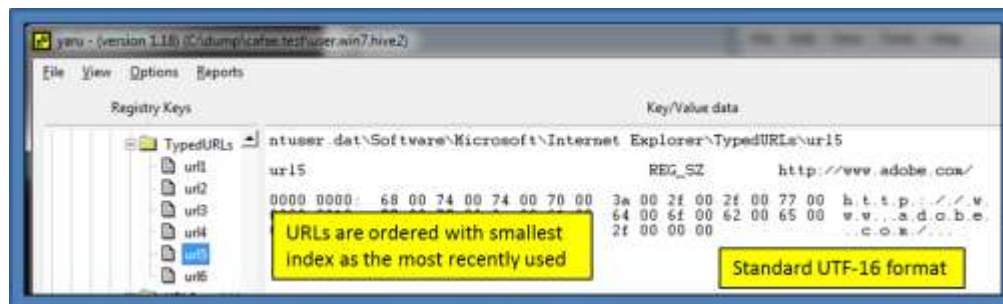 yaru - (version 1.18) (C:\dump\cafae.test\user.win7.hive2)
File View Options Reports
Registry Keys
Key/Value data
TypedURLs
url1
url2
url3
url4
url5
url6
ntuser.dat\Software\Microsoft\Internet Explorer\TypedURLs\url5
url5 REG_SZ http://www.adobe.com/
0000 0000: 68 00 74 00 74 00 70 00 3a 00 2f 00 2f 00 77 00 h.t.t.p.:././.w.
64 00 6f 00 62 00 65 00 w.w...a.d.o.b.e.
2f 00 00 00 ..c.o.m./...
URLs are ordered with smallest
index as the most recently used
Standard UTF-16 format